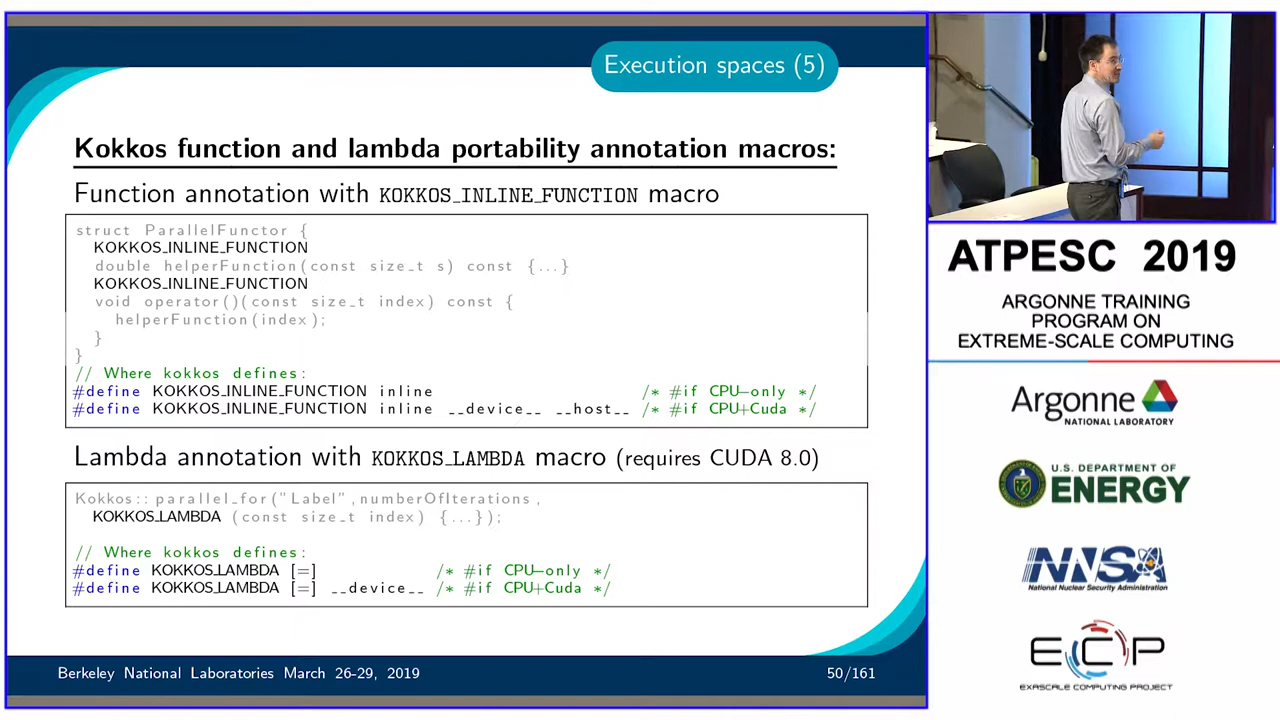 Execution spaces (5)
Kokkos function and lambda portability annotation macros:
Function annotation with KOKKOS_INLINE_FUNCTION macro
struct ParallelFunctor {
KOKKOS_INLINE_FUNCTION
double helperFunction(const size_t s) const {...}
KOKKOS_INLINE_FUNCTION
void operator()(const size_t index) const {
helperFunction(index);
}
}
// Where kokkos defines:
#define KOKKOS_INLINE_FUNCTION inline /* #if CPU-only */
#define KOKKOS_INLINE_FUNCTION inline __device__ __host__ /* #if CPU+Cuda */
Lambda annotation with KOKKOS_LAMBDA macro (requires CUDA 8.0)
Kokkos::parallel_for("Label",numberOfIterations,
KOKKOS_LAMBDA (const size_t index) {...});
// Where kokkos defines:
#define KOKKOS_LAMBDA [=] /* #if CPU-only */
#define KOKKOS_LAMBDA [=] __device__ /* #if CPU+Cuda */
Berkeley National Laboratories March 26-29, 2019 50/161
ATPESC 2019
ARGONNE TRAINING
PROGRAM ON
EXTREME-SCALE COMPUTING
Argonne
NATIONAL LABORATORY
U.S. DEPARTMENT OF
ENERGY
NNSA
National Nuclear Security Administration
ECP
EXASCALE COMPUTING PROJECT